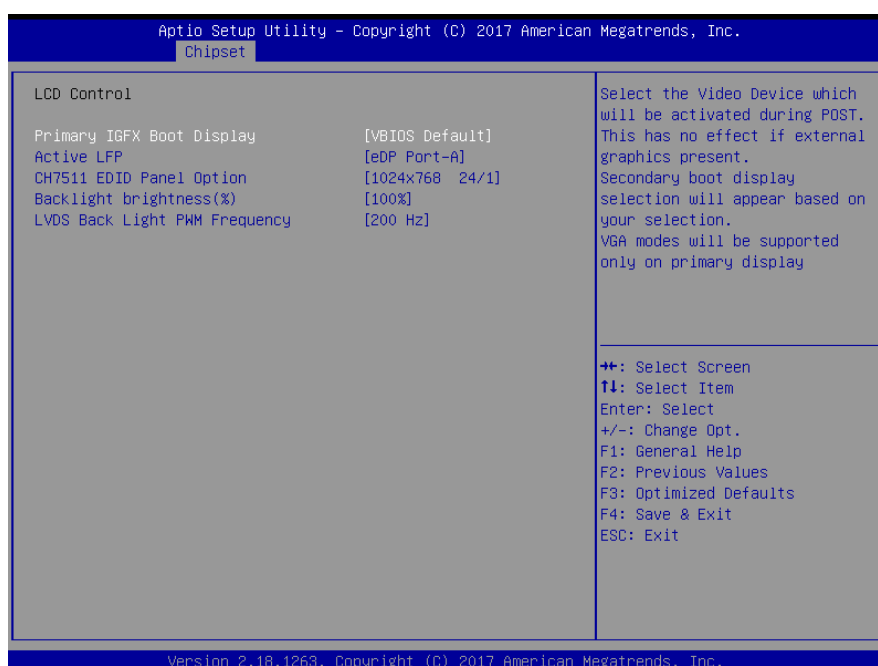 Aptio Setup Utility – Copyright (C) 2017 American Megatrends, Inc.
Chipset
LCD Control
Primary IGFX Boot Display [VBIOS Default]
Active LFP [eDP Port-A]
CH7511 EDID Panel Option [1024x768 24/1]
Backlight brightness(%) [100%]
LVDS Back Light PWM Frequency [200 Hz]
Select the Video Device which
will be activated during POST.
This has no effect if external
graphics present.
Secondary boot display
selection will appear based on
your selection.
VGA modes will be supported
only on primary display
→←: Select Screen
↑↓: Select Item
Enter: Select
+/-: Change Opt.
F1: General Help
F2: Previous Values
F3: Optimized Defaults
F4: Save & Exit
ESC: Exit
Version 2.18.1263. Copyright (C) 2017 American Megatrends, Inc.